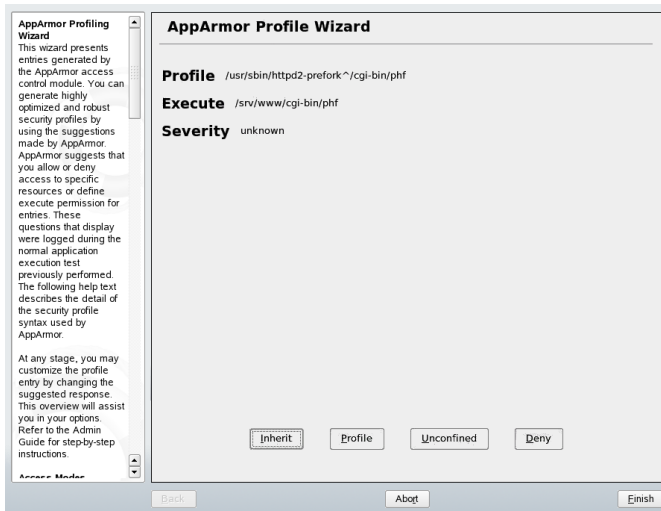 AppArmor Profiling
Wizard
This wizard presents
entries generated by
the AppArmor access
control module. You can
generate highly
optimized and robust
security profiles by
using the suggestions
made by AppArmor.
AppArmor suggests that
you allow or deny
access to specific
resources or define
execute permission for
entries. These
questions that display
were logged during the
normal application
execution test
previously performed.
The following help text
describes the detail of
the security profile
syntax used by
AppArmor.
At any stage, you may
customize the profile
entry by changing the
suggested response.
This overview will assist
you in your options.
Refer to the Admin
Guide for step-by-step
instructions.
Access Modes
AppArmor Profile Wizard
Profile /usr/sbin/httpd2-prefork^/cgi-bin/phf
Execute /srv/www/cgi-bin/phf
Severity unknown
Inherit Profile Unconfined Deny
Back Abort Finish